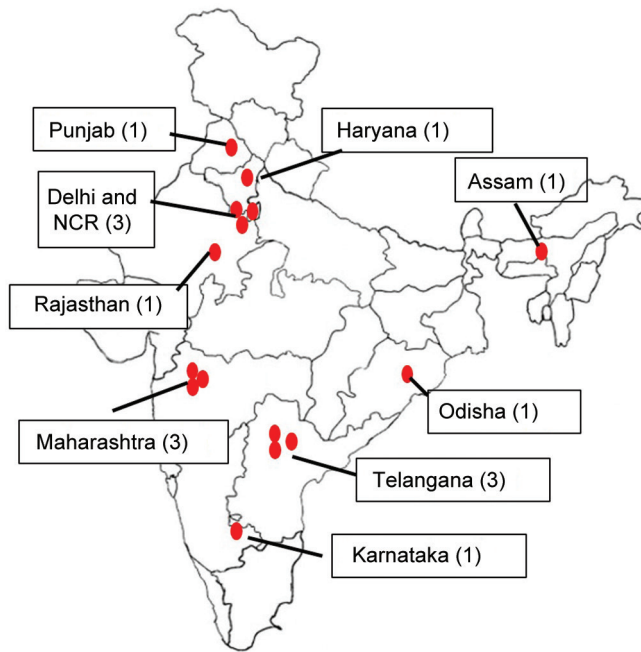 Punjab (1)
Haryana (1)
Assam (1)
Delhi and
NCR (3)
Rajasthan (1)
Odisha (1)
Maharashtra (3)
Telangana (3)
Karnataka (1)